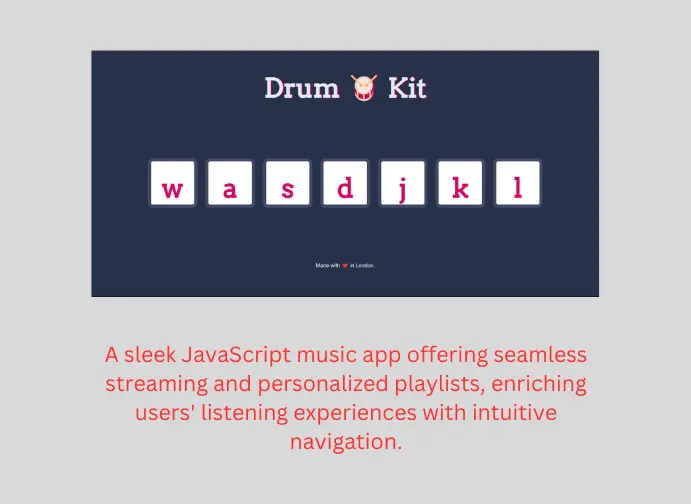 Drum 🥁 Kit
w a s d j k l
Made with ❤️ in London.
A sleek JavaScript music app offering seamless
streaming and personalized playlists, enriching
users' listening experiences with intuitive
navigation.